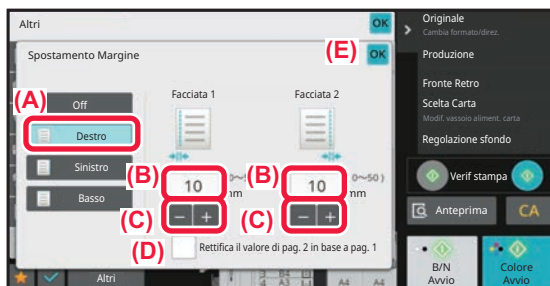 Altri
OK
Spostamento Margine
(E)
OK
(A)
Off
Destro
Sinistro
Basso
Facciata 1
Facciata 2
(B)
10
mm
(B)
10
0~50 )
mm
(C)
- +
(C)
- +
(D)
Rettifica il valore di pag. 2 in base a pag. 1
Altri
A4
A4
Originale
Cambia formato/direz.
Produzione
Fronte Retro
Scelta Carta
Modif. vassoio aliment. carta
Regolazione sfondo
Verif stampa
Anteprima
CA
B/N
Avvio
Colore
Avvio